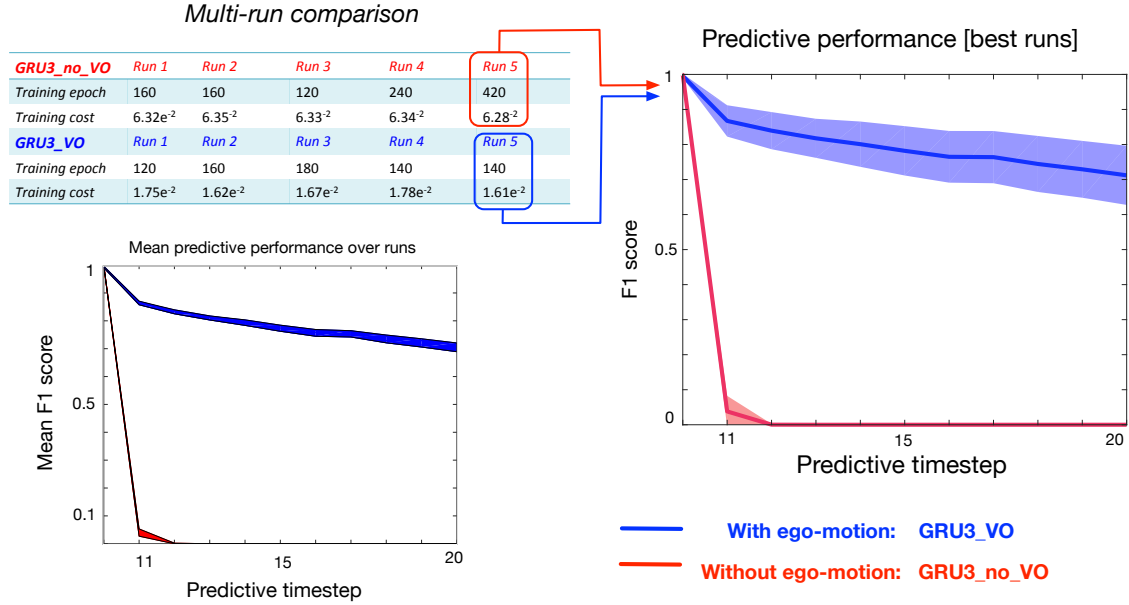 Multi-run comparison
GRU3_no_VO Run 1 Run 2 Run 3 Run 4 Run 5
Training epoch 160 160 120 240 420
Training cost 6.32e-2 6.35-2 6.33-2 6.34-2 6.28-2
GRU3_VO Run 1 Run 2 Run 3 Run 4 Run 5
Training epoch 120 160 180 140 140
Training cost 1.75e-2 1.62e-2 1.67e-2 1.78e-2 1.61e-2
Predictive performance [best runs]
1
0.5
0
F1 score
11 15 20
Predictive timestep
Mean predictive performance over runs
1
0.5
0.1
Mean F1 score
11 15 20
Predictive timestep
With ego-motion: GRU3_VO
Without ego-motion: GRU3_no_VO